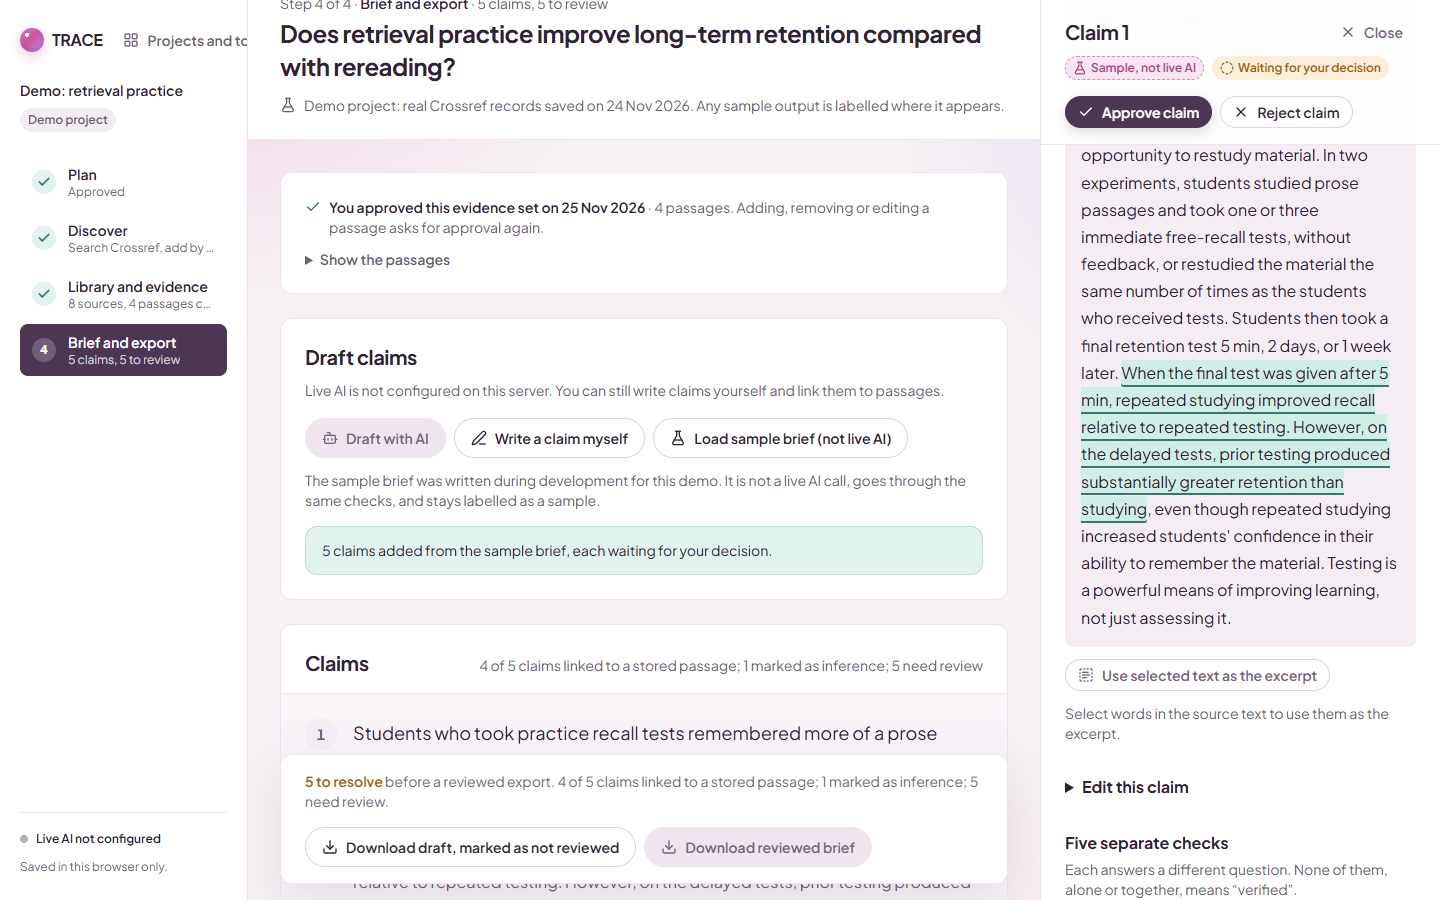 TRACE
Projects and to
Demo: retrieval practice
Demo project
Plan
Approved
Discover
Search Crossref, add by ...
Library and evidence
8 sources, 4 passages c...
4
Brief and export
5 claims, 5 to review
Live AI not configured
Saved in this browser only.
Step 4 of 4 · Brief and export · 5 claims, 5 to review
Does retrieval practice improve long-term retention compared
with rereading?
Demo project: real Crossref records saved on 24 Nov 2026. Any sample output is labelled where it appears.
You approved this evidence set on 25 Nov 2026 · 4 passages. Adding, removing or editing a
passage asks for approval again.
Show the passages
Draft claims
Live AI is not configured on this server. You can still write claims yourself and link them to passages.
Draft with AI
Write a claim myself
Load sample brief (not live AI)
The sample brief was written during development for this demo. It is not a live AI call, goes through the
same checks, and stays labelled as a sample.
5 claims added from the sample brief, each waiting for your decision.
Claims
4 of 5 claims linked to a stored passage; 1 marked as inference; 5 need review
1
Students who took practice recall tests remembered more of a prose
5 to resolve before a reviewed export. 4 of 5 claims linked to a stored passage; 1 marked as inference; 5
need review.
Download draft, marked as not reviewed
Download reviewed brief
relative to repeated testing. However, on the delayed tests, prior testing produced
Claim 1
Close
Sample, not live AI
Waiting for your decision
Approve claim
Reject claim
opportunity to restudy material. In two
experiments, students studied prose
passages and took one or three
immediate free-recall tests, without
feedback, or restudied the material the
same number of times as the students
who received tests. Students then took a
final retention test 5 min, 2 days, or 1 week
later. When the final test was given after 5
min, repeated studying improved recall
relative to repeated testing. However, on
the delayed tests, prior testing produced
substantially greater retention than
studying, even though repeated studying
increased students' confidence in their
ability to remember the material. Testing is
a powerful means of improving learning,
not just assessing it.
Use selected text as the excerpt
Select words in the source text to use them as the
excerpt.
Edit this claim
Five separate checks
Each answers a different question. None of them,
alone or together, means “verified”.